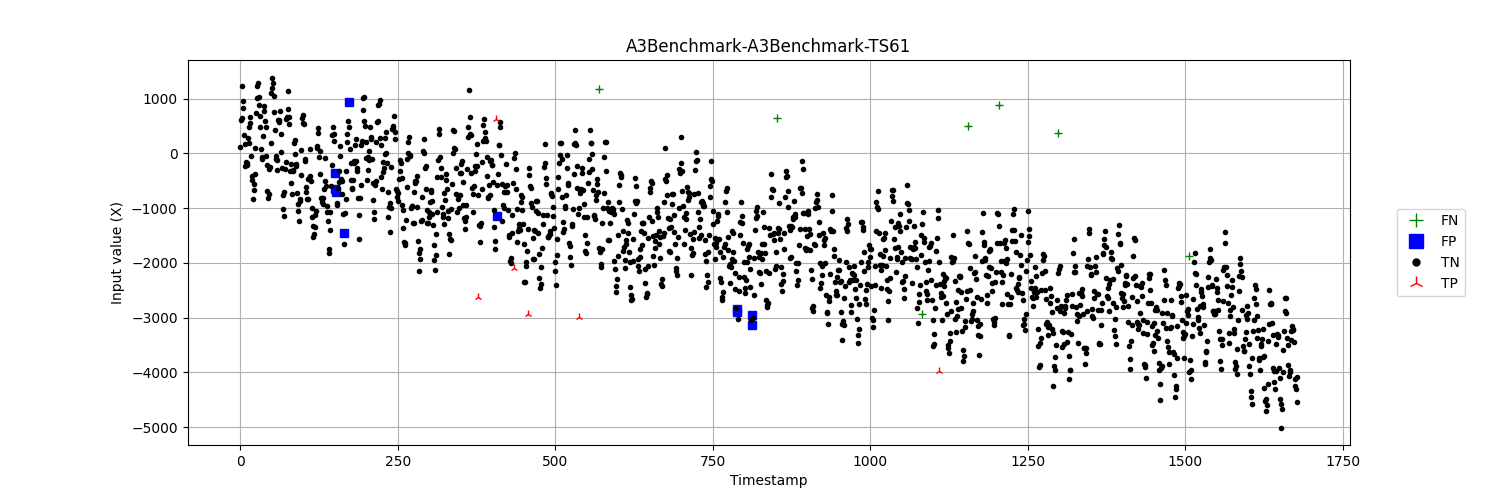 A3Benchmark-A3Benchmark-TS61
Input value (X)
1000
0
−1000
−2000
−3000
−4000
−5000
0 250 500 750 1000 1250 1500 1750
Timestamp
FN
FP
TN
TP